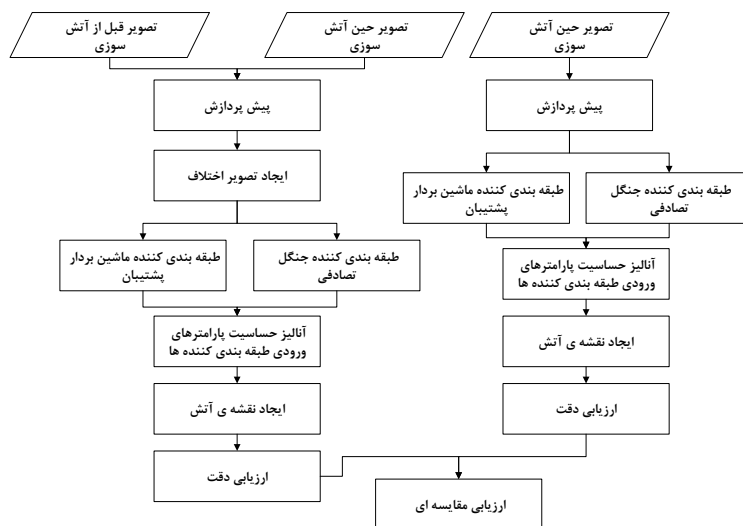 تصویر قبل از آتش
سوزی
تصویر حین آتش
سوزی
تصویر حین آتش
سوزی
پیش پردازش
پیش پردازش
ایجاد تصویر اختلاف
طبقه بندی کننده ماشین بردار
پشتیبان
طبقه بندی کننده جنگل
تصادفی
طبقه بندی کننده ماشین بردار
پشتیبان
طبقه بندی کننده جنگل
تصادفی
آنالیز حساسیت پارامترهای
ورودی طبقه بندی کننده ها
آنالیز حساسیت پارامترهای
ورودی طبقه بندی کننده ها
ایجاد نقشه ی آتش
ایجاد نقشه ی آتش
ارزیابی دقت
ارزیابی دقت
ارزیابی مقایسه ای